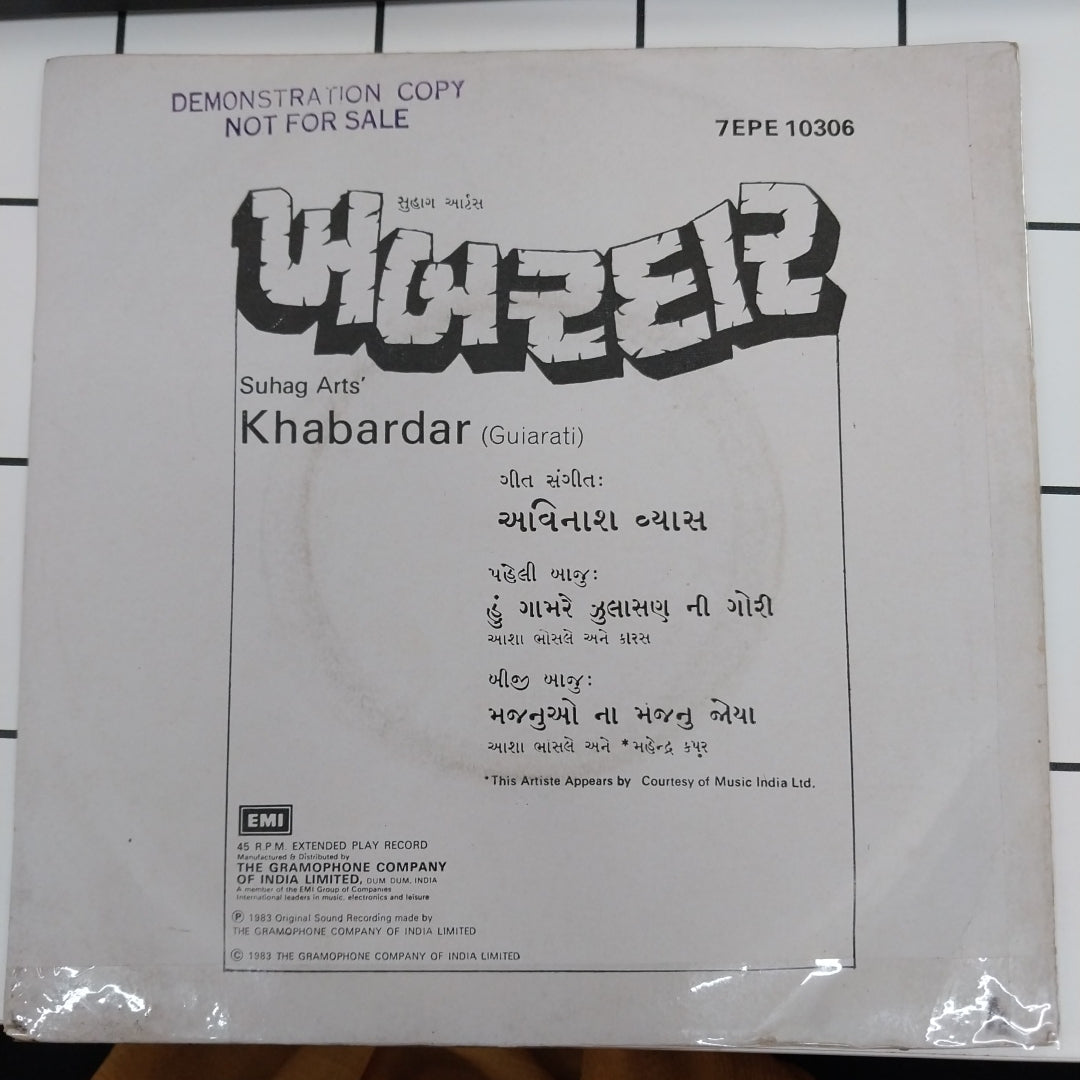 DEMONSTRATION COPY
NOT FOR SALE
7EPE 10306
સુહાગ આર્ટસ
ખબરદાર
Suhag Arts'
Khabardar (Guiarati)
ગીત સંગીત:
અવિનાશ વ્યાસ
પહેલી બાજુ:
હું ગામરે ઝુલાસણ ની ગોરી
આશા ભોસલે અને કારસ
બીજી બાજુ:
મજનુઓ ના મંજનુ જોયા
આશા ભાંસલે અને *મહેન્દ્ર કપૂર
*This Artiste Appears by Courtesy of Music India Ltd.
EMI
45 R.P.M. EXTENDED PLAY RECORD
Manufactured & Distributed by
THE GRAMOPHONE COMPANY
OF INDIA LIMITED, DUM DUM, INDIA
A member of the EMI Group of Companies
International leaders in music, electronics and leisure
Ⓟ 1983 Original Sound Recording made by
THE GRAMOPHONE COMPANY OF INDIA LIMITED
© 1983 THE GRAMOPHONE COMPANY OF INDIA LIMITED